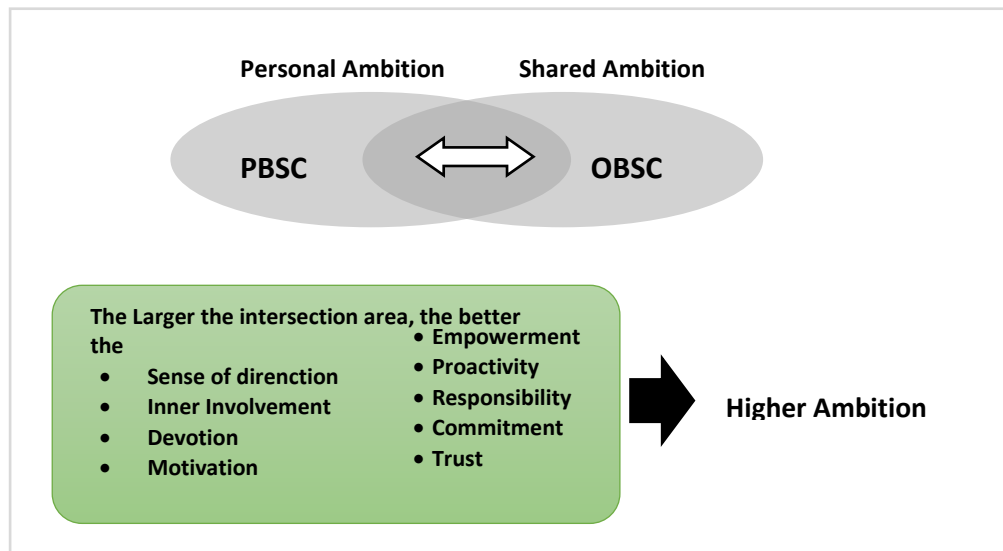 Personal Ambition
Shared Ambition
PBSC
OBSC
The Larger the intersection area, the better
the
• Sense of direnction
• Inner Involvement
• Devotion
• Motivation
• Empowerment
• Proactivity
• Responsibility
• Commitment
• Trust
Higher Ambition